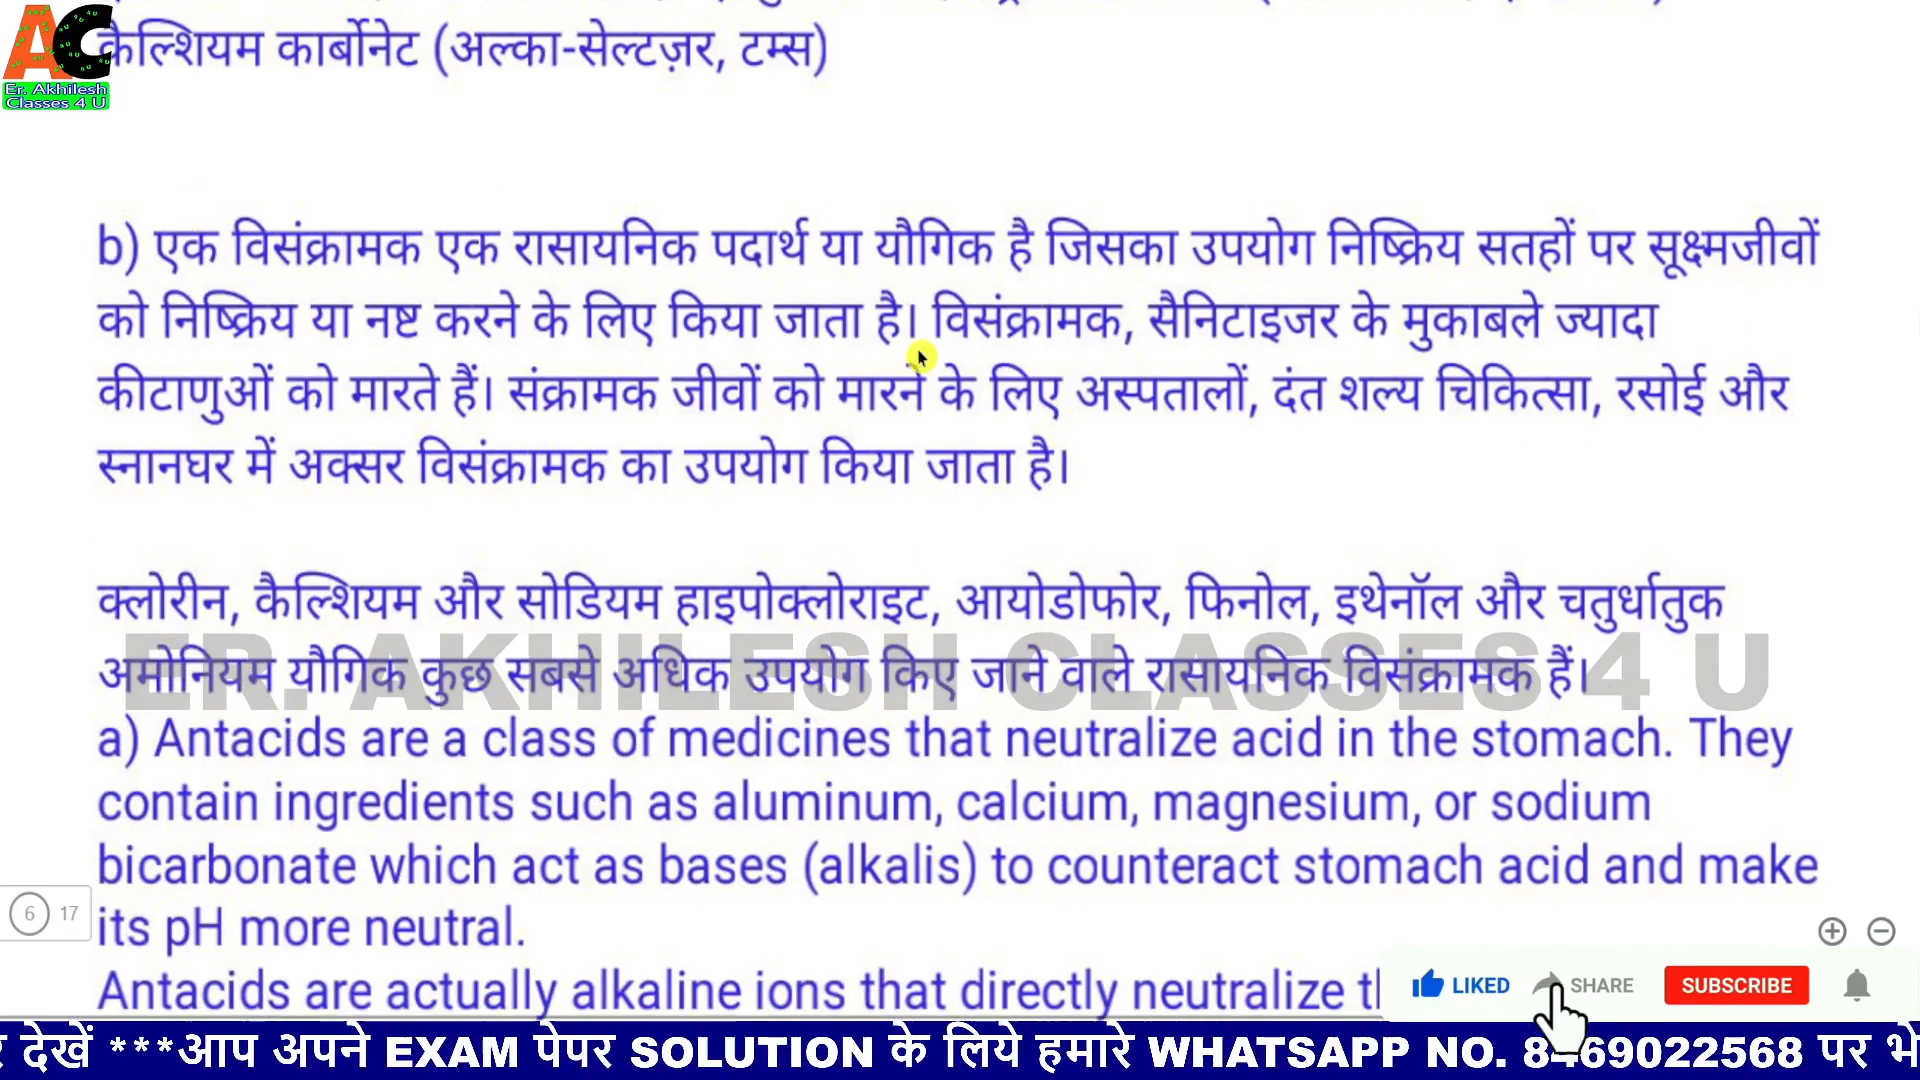 कैल्शियम कार्बोनेट (अल्का-सेल्टज़र, टम्स)
Er. Akhilesh
Classes 4 U
b) एक विसंक्रामक एक रासायनिक पदार्थ या यौगिक है जिसका उपयोग निष्क्रिय सतहों पर सूक्ष्मजीवों
को निष्क्रिय या नष्ट करने के लिए किया जाता है। विसंक्रामक, सैनिटाइजर के मुकाबले ज्यादा
कीटाणुओं को मारते हैं। संक्रामक जीवों को मारने के लिए अस्पतालों, दंत शल्य चिकित्सा, रसोई और
स्नानघर में अक्सर विसंक्रामक का उपयोग किया जाता है।
क्लोरीन, कैल्शियम और सोडियम हाइपोक्लोराइट, आयोडोफोर, फिनोल, इथेनॉल और चतुर्धातुक
अमोनियम यौगिक कुछ सबसे अधिक उपयोग किए जाने वाले रासायनिक विसंक्रामक हैं।
ER. AKHILESH CLASSES 4 U
a) Antacids are a class of medicines that neutralize acid in the stomach. They
contain ingredients such as aluminum, calcium, magnesium, or sodium
bicarbonate which act as bases (alkalis) to counteract stomach acid and make
6 17
its pH more neutral.
Antacids are actually alkaline ions that directly neutralize
LIKED SHARE SUBSCRIBE
देखें ***आप अपने EXAM पेपर SOLUTION के लिये हमारे WHATSAPP NO. 8469022568 पर